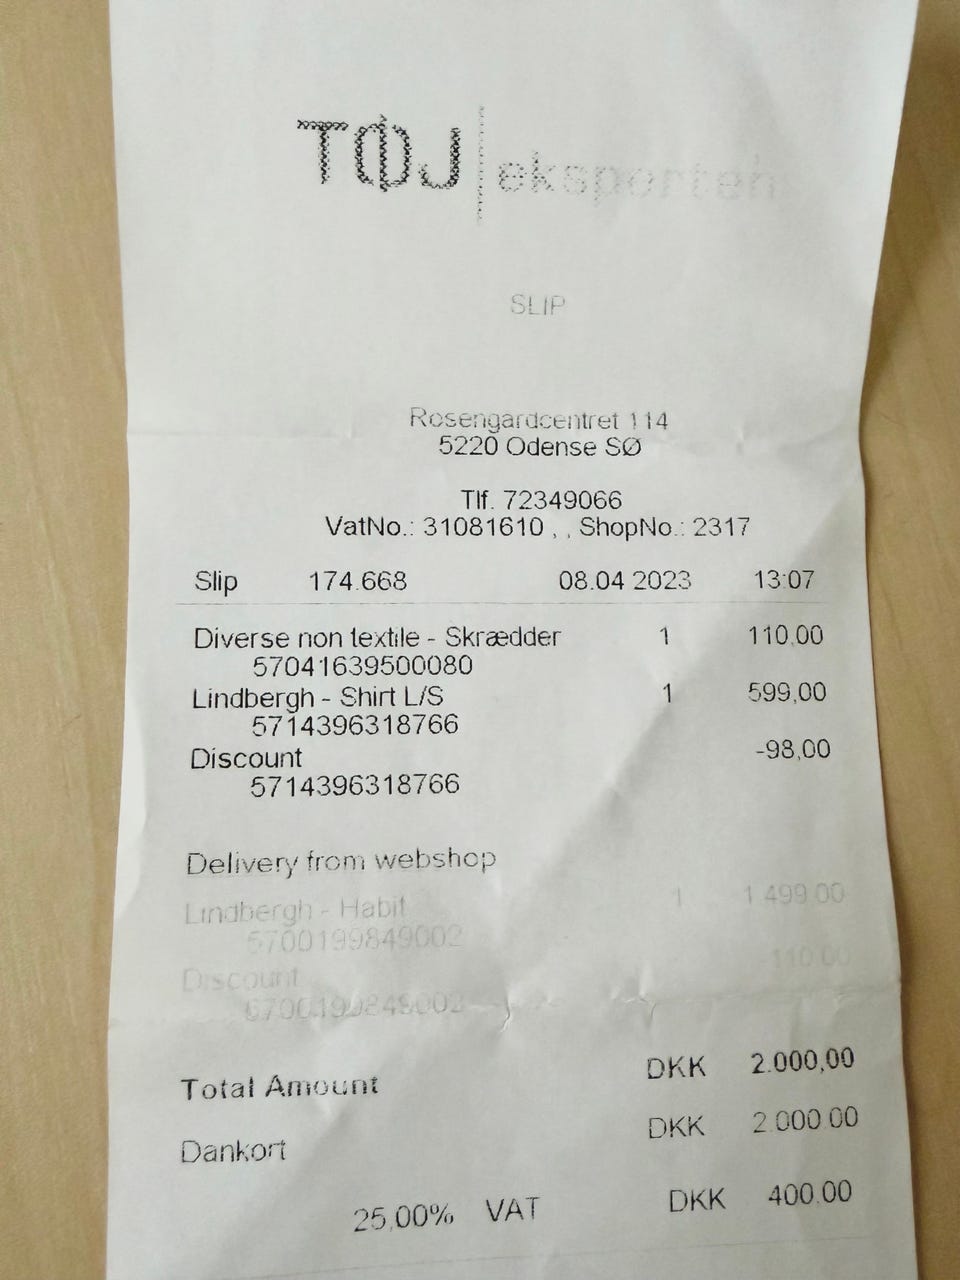 TØJ eksperten
SLIP
Rosengardcentret 114
5220 Odense SØ
Tlf. 72349066
VatNo.: 31081610 , , ShopNo.: 2317
Slip 174.668 08.04 2023 13:07
Diverse non textile - Skrædder 1 110.00
57041639500080
Lindbergh - Shirt L/S 1 599,00
5714396318766
Discount -98,00
5714396318766
Delivery from webshop
Lindbergh - Habit 1 1 499.00
5700199849002
Discount 110.00
5700199849002
Total Amount DKK 2.000,00
Dankort DKK 2.000.00
25,00% VAT DKK 400.00